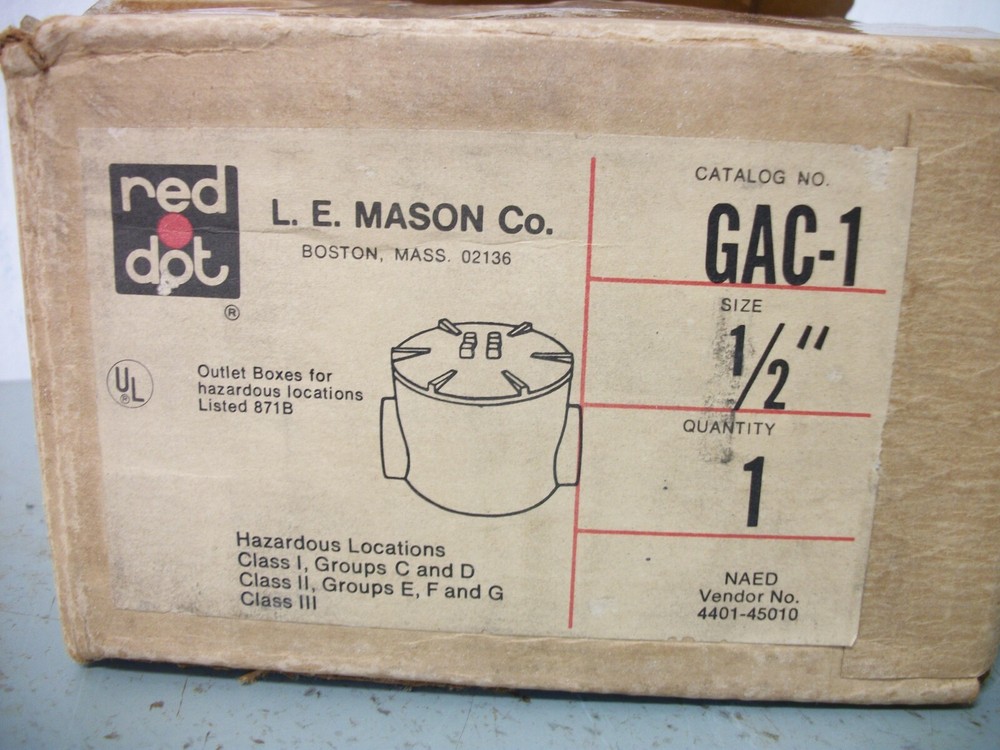 red
dot
®
L. E. MASON Co.
BOSTON, MASS. 02136
UL
®
Outlet Boxes for
hazardous locations
Listed 871B
Hazardous Locations
Class I, Groups C and D
Class II, Groups E, F and G
Class III
CATALOG NO.
GAC-1
SIZE
1/2"
QUANTITY
1
NAED
Vendor No.
4401-45010